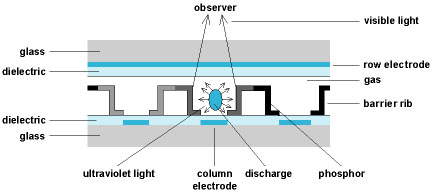 observer
visible light
glass
row electrode
dielectric
gas
barrier rib
dielectric
glass
ultraviolet light
column
electrode
discharge
phosphor